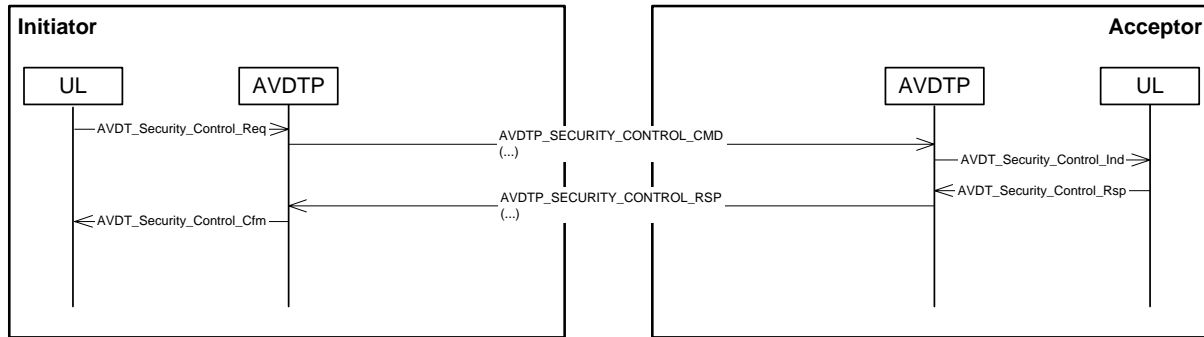 Initiator
Acceptor
UL
AVDTP
AVDTP
UL
AVDT_Security_Control_Req
AVDTP_SECURITY_CONTROL_CMD
(...)
AVDT_Security_Control_Ind
AVDT_Security_Control_Rsp
AVDTP_SECURITY_CONTROL_RSP
(...)
AVDT_Security_Control_Cfm